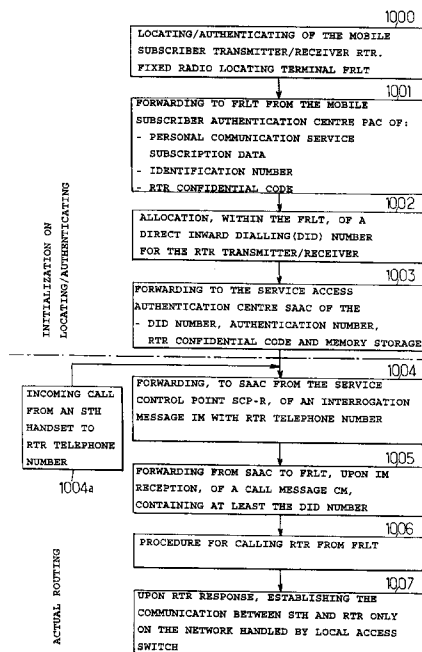 1000
LOCATING/AUTHENTICATING OF THE MOBILE
SUBSCRIBER TRANSMITTER/RECEIVER RTR.
FIXED RADIO LOCATING TERMINAL FRLT
1001
FORWARDING TO FRLT FROM THE MOBILE
SUBSCRIBER AUTHENTICATION CENTRE PAC OF:
- PERSONAL COMMUNICATION SERVICE
SUBSCRIPTION DATA
- IDENTIFICATION NUMBER
- RTR CONFIDENTIAL CODE
1002
ALLOCATION, WITHIN THE FRLT, OF A
DIRECT INWARD DIALLING(DID) NUMBER
FOR THE RTR TRANSMITTER/RECEIVER
1003
FORWARDING TO THE SERVICE ACCESS
AUTHENTICATION CENTRE SAAC OF THE
- DID NUMBER, AUTHENTICATION NUMBER,
RTR CONFIDENTIAL CODE AND MEMORY STORAGE
INITIALIZATION ON
LOCATING/AUTHENTICATING
1004
FORWARDING, TO SAAC FROM THE SERVICE
CONTROL POINT SCP-R, OF AN INTERROGATION
MESSAGE IM WITH RTR TELEPHONE NUMBER
INCOMING CALL
FROM AN STH
HANDSET TO
RTR TELEPHONE
NUMBER
1004a
1005
FORWARDING FROM SAAC TO FRLT, UPON IM
RECEPTION, OF A CALL MESSAGE CM,
CONTAINING AT LEAST THE DID NUMBER
1006
PROCEDURE FOR CALLING RTR FROM FRLT
1007
UPON RTR RESPONSE, ESTABLISHING THE
COMMUNICATION BETWEEN STH AND RTR ONLY
ON THE NETWORK HANDLED BY LOCAL ACCESS
SWITCH
ACTUAL ROUTING